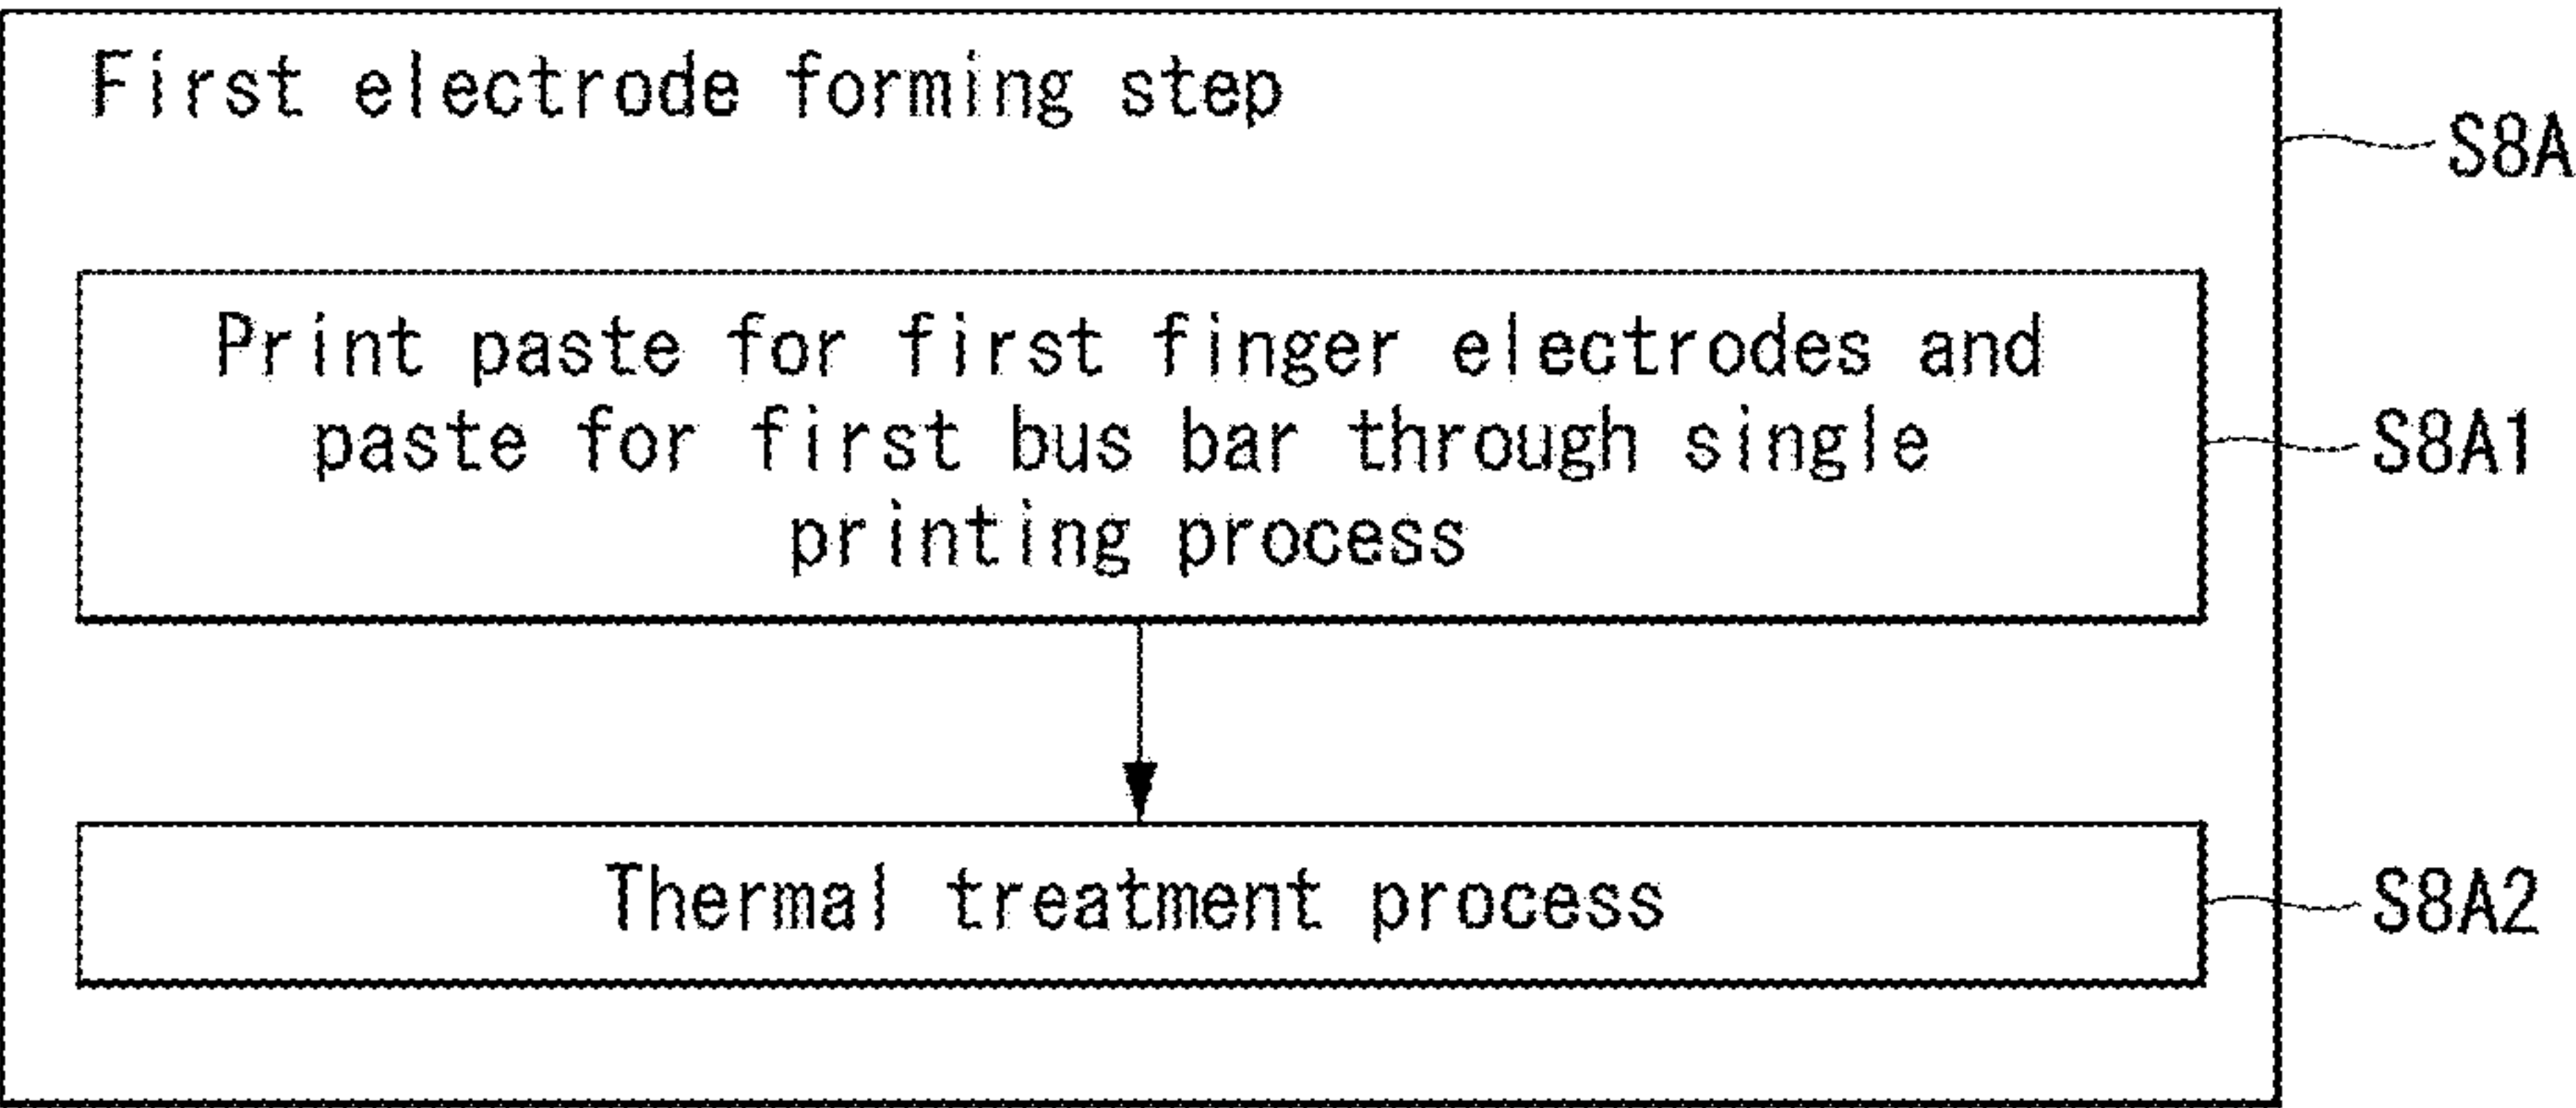 First electrode forming step
S8A
Print paste for first finger electrodes and
paste for first bus bar through single
printing process
S8A1
Thermal treatment process
S8A2